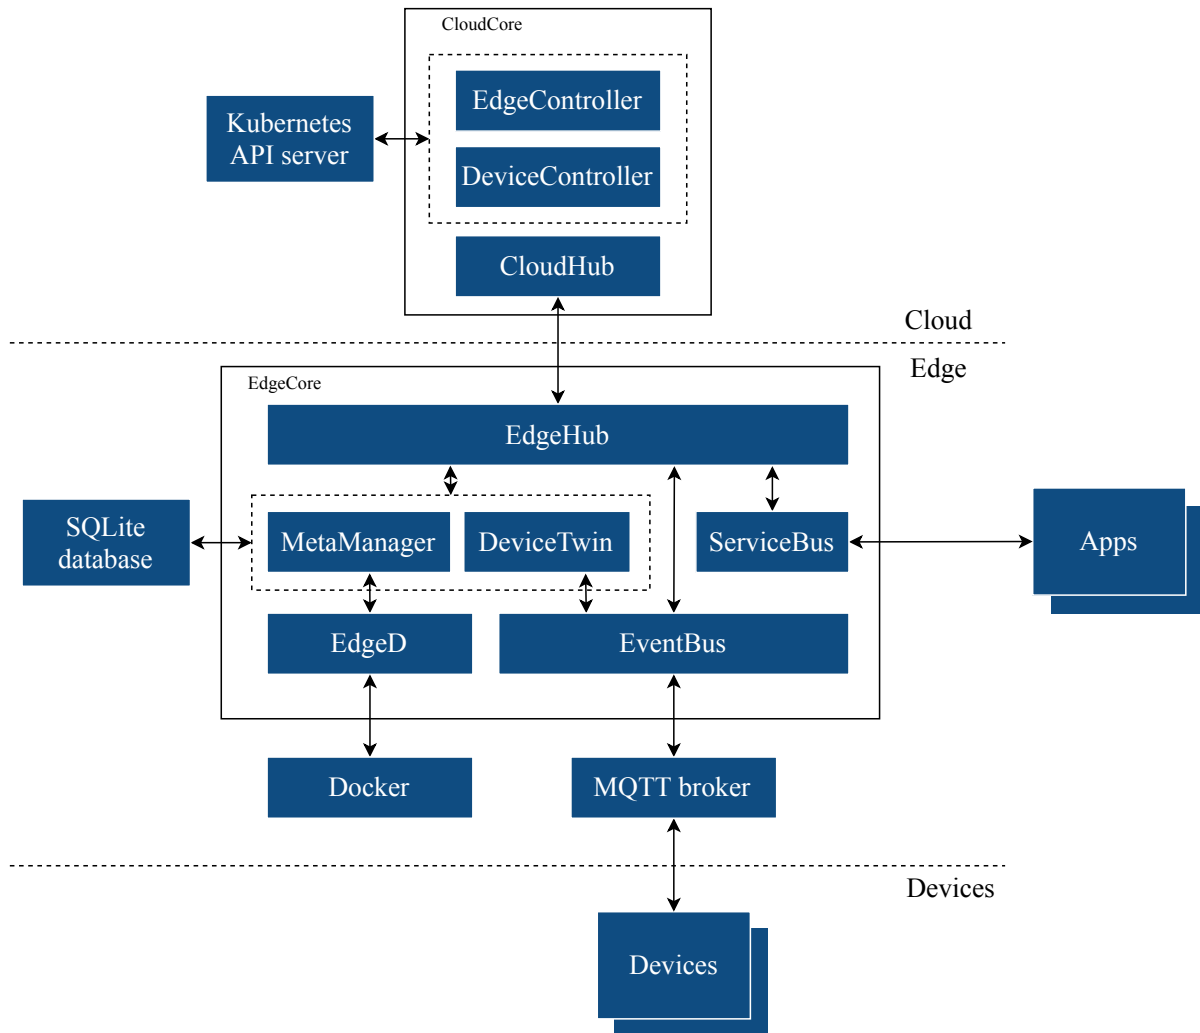 CloudCore
EdgeController
Kubernetes
API server
DeviceController
CloudHub
Cloud
Edge
EdgeCore
EdgeHub
SQLite
database
MetaManager
DeviceTwin
ServiceBus
Apps
EdgeD
EventBus
Docker
MQTT broker
Devices
Devices